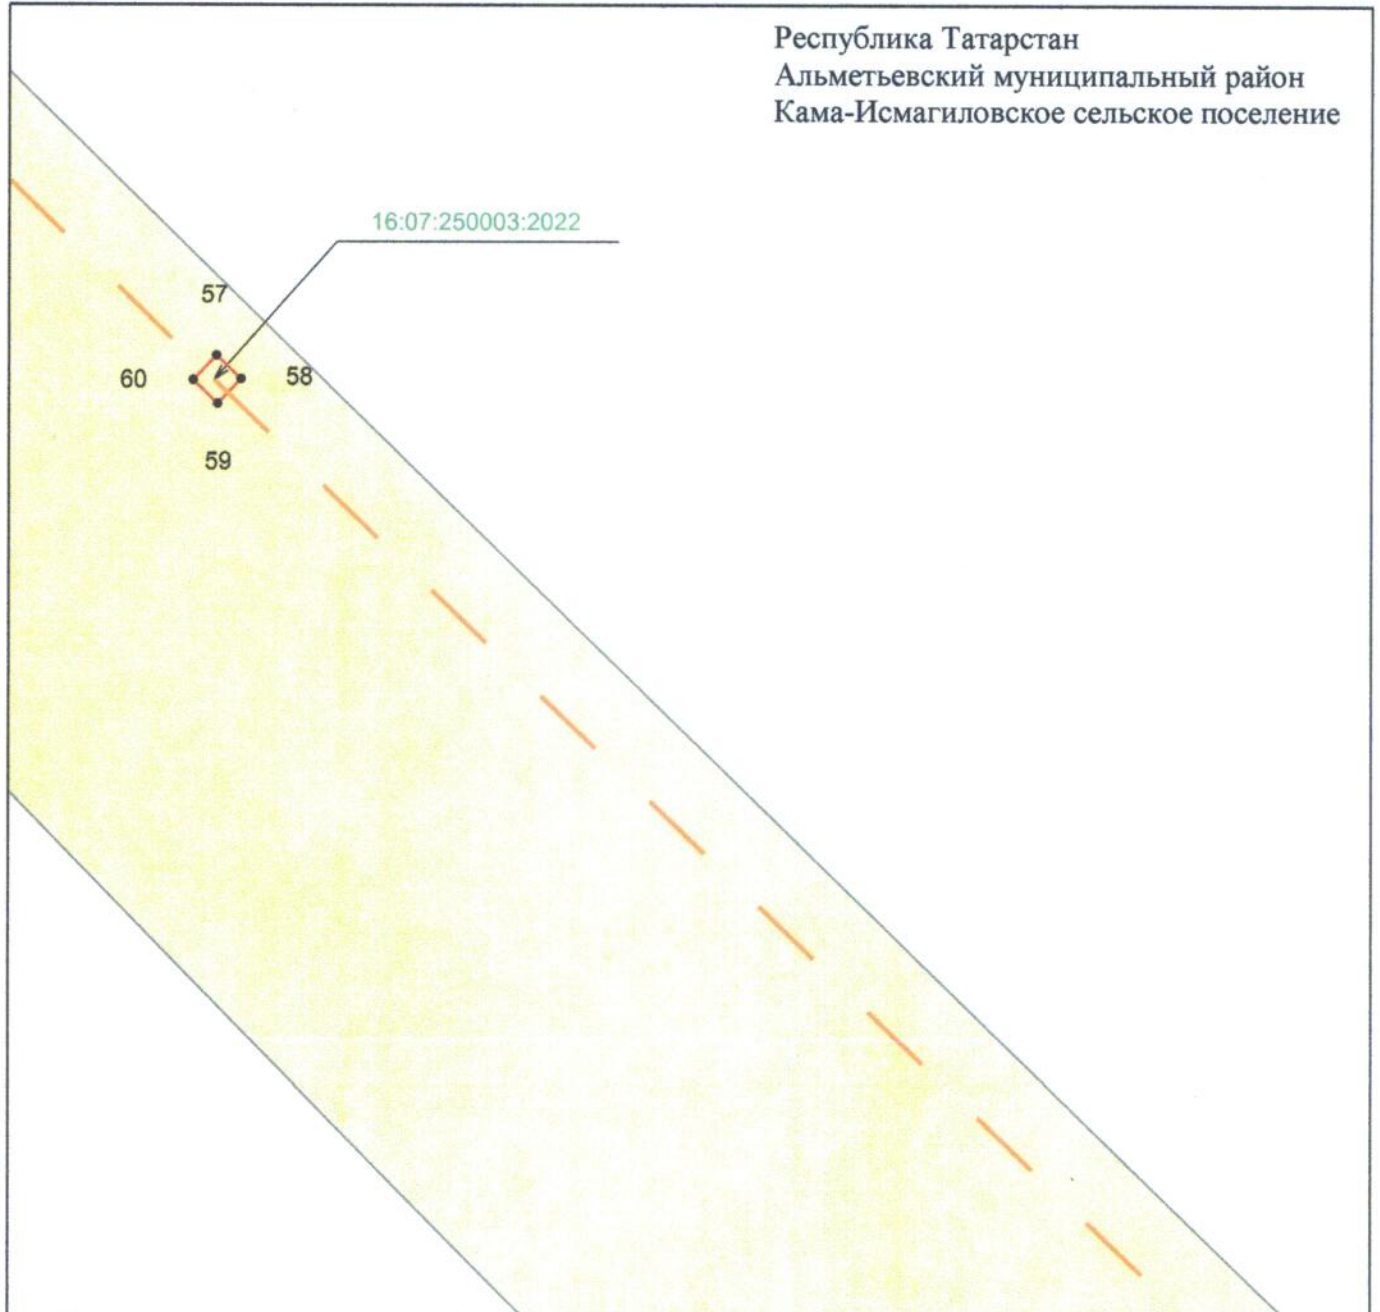 Республика Татарстан
Альметьевский муниципальный район
Кама-Исмагиловское сельское поселение
16:07:250003:2022
57
60
58
59